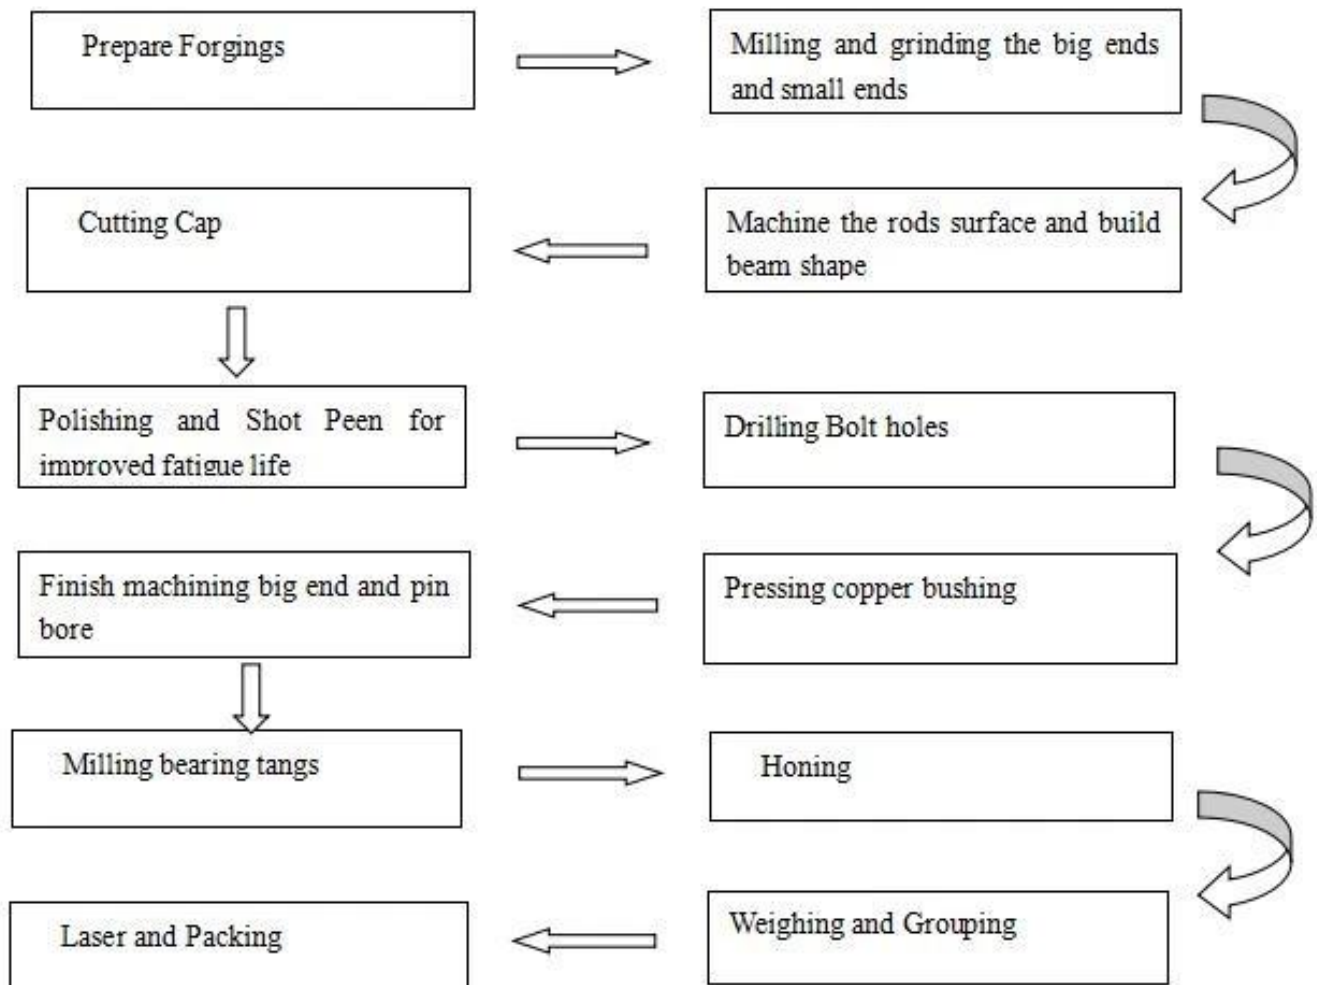 Prepare Forgings
Milling and grinding the big ends
and small ends
Machine the rods surface and build
beam shape
Cutting Cap
Polishing and Shot Peen for
improved fatigue life
Drilling Bolt holes
Pressing copper bushing
Finish machining big end and pin
bore
Milling bearing tangs
Honing
Weighing and Grouping
Laser and Packing